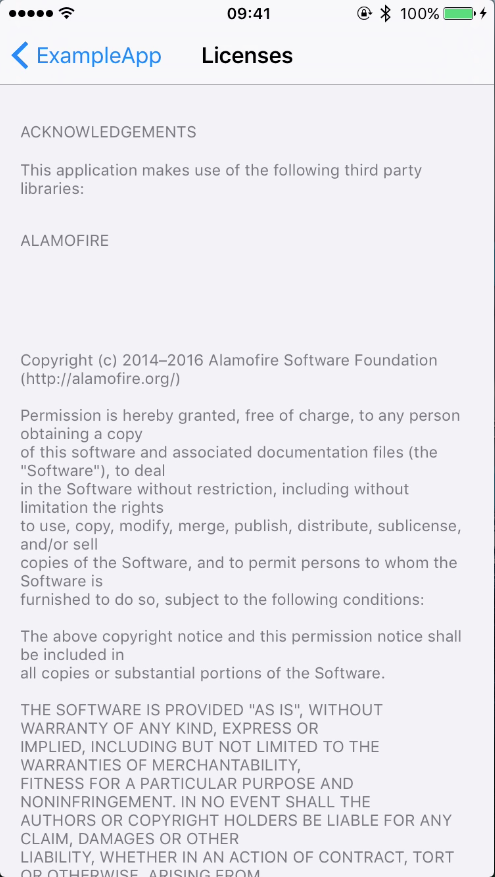 09:41
100%
ExampleApp
Licenses
ACKNOWLEDGEMENTS
This application makes use of the following third party
libraries:
ALAMOFIRE
Copyright (c) 2014–2016 Alamofire Software Foundation
(http://alamofire.org/)
Permission is hereby granted, free of charge, to any person
obtaining a copy
of this software and associated documentation files (the
"Software"), to deal
in the Software without restriction, including without
limitation the rights
to use, copy, modify, merge, publish, distribute, sublicense,
and/or sell
copies of the Software, and to permit persons to whom the
Software is
furnished to do so, subject to the following conditions:
The above copyright notice and this permission notice shall
be included in
all copies or substantial portions of the Software.
THE SOFTWARE IS PROVIDED "AS IS", WITHOUT
WARRANTY OF ANY KIND, EXPRESS OR
IMPLIED, INCLUDING BUT NOT LIMITED TO THE
WARRANTIES OF MERCHANTABILITY,
FITNESS FOR A PARTICULAR PURPOSE AND
NONINFRINGEMENT. IN NO EVENT SHALL THE
AUTHORS OR COPYRIGHT HOLDERS BE LIABLE FOR ANY
CLAIM, DAMAGES OR OTHER
LIABILITY, WHETHER IN AN ACTION OF CONTRACT, TORT
OR OTHERWISE, ARISING FROM